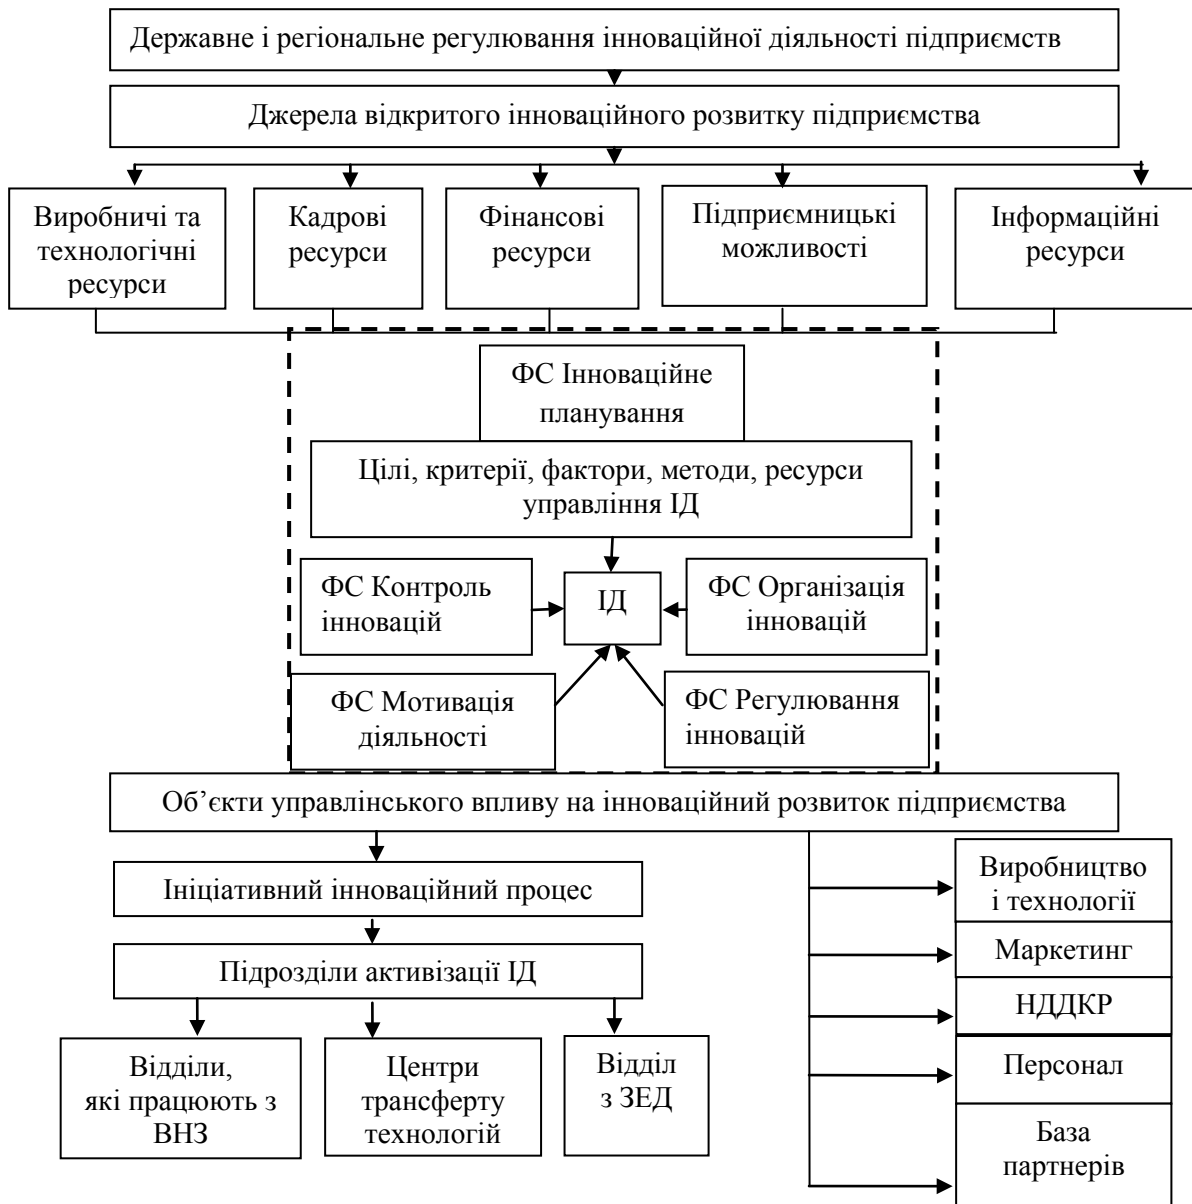 Державне і регіональне регулювання інноваційної діяльності підприємств
Джерела відкритого інноваційного розвитку підприємства
Виробничі та
технологічні
ресурси
Кадрові
ресурси
Фінансові
ресурси
Підприємницькі
можливості
Інформаційні
ресурси
ФС Інноваційне
планування
Цілі, критерії, фактори, методи, ресурси
управління ІД
ФС Контроль
інновацій
ІД
ФС Організація
інновацій
ФС Мотивація
діяльності
ФС Регулювання
інновацій
Об’єкти управлінського впливу на інноваційний розвиток підприємства
Ініціативний інноваційний процес
Підрозділи активізації ІД
Відділи,
які працюють з
ВНЗ
Центри
трансферту
технологій
Відділ
з ЗЕД
Виробництво
і технології
Маркетинг
НДДКР
Персонал
База
партнерів